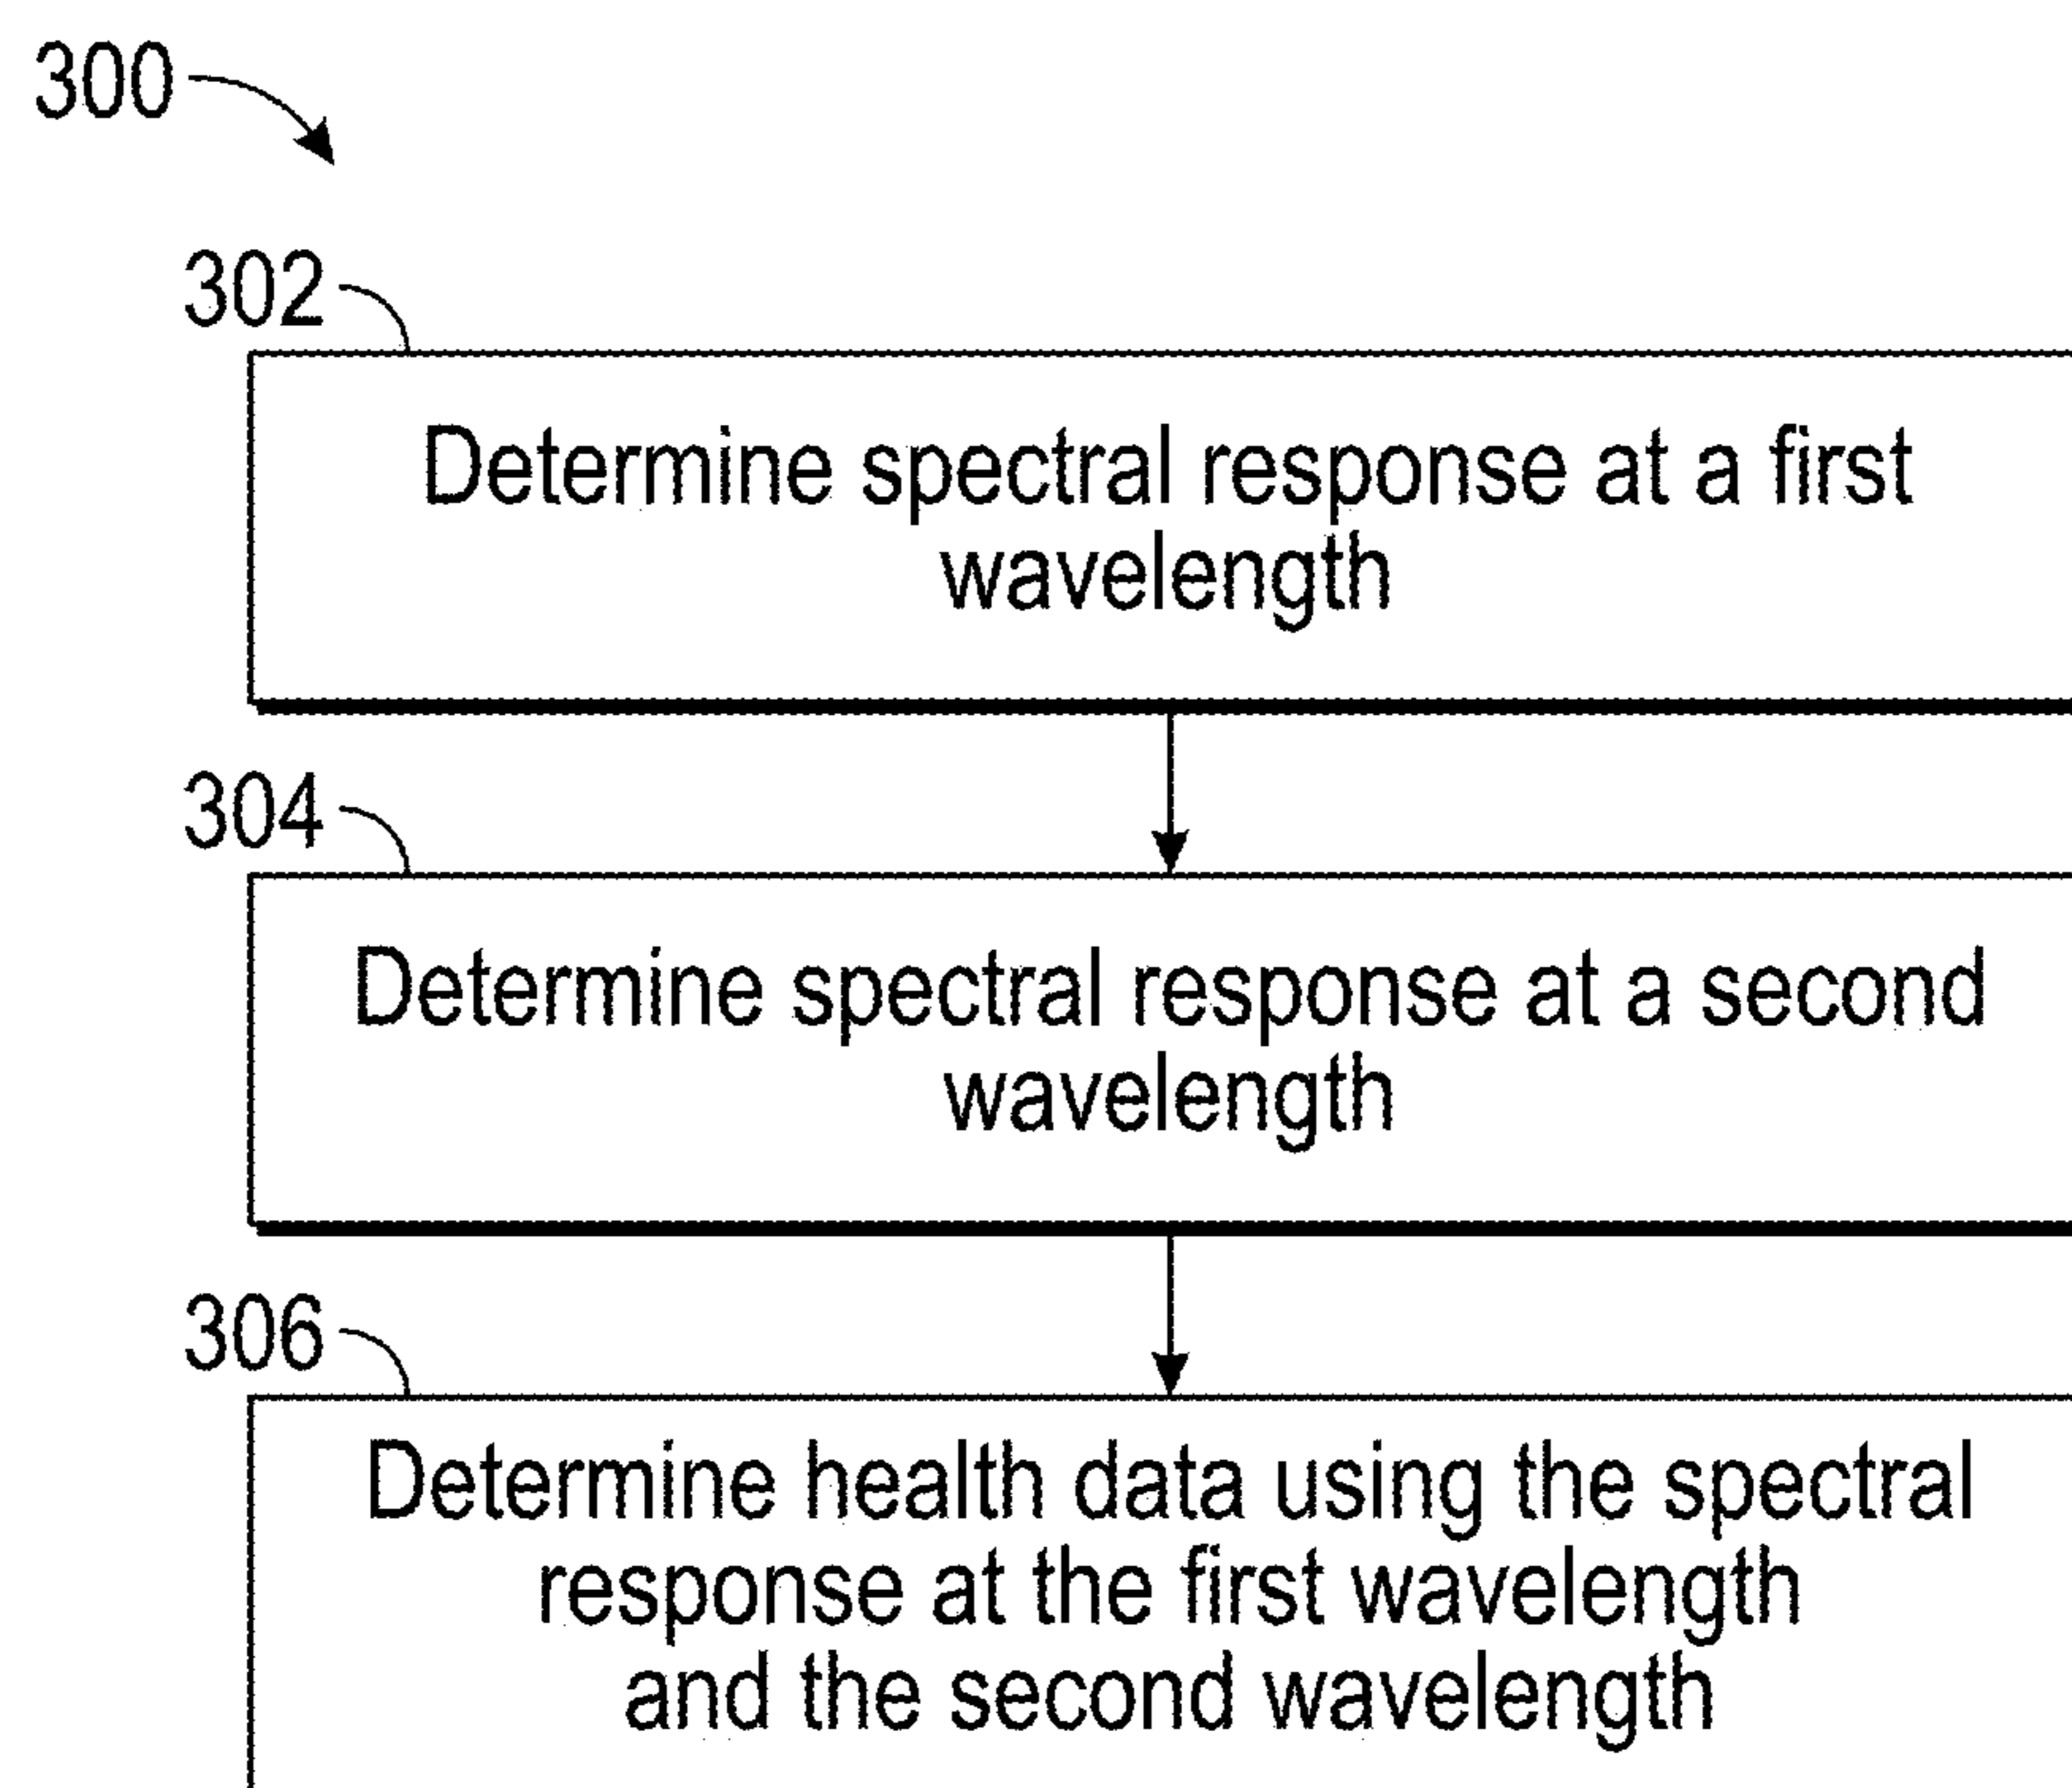 300
302
Determine spectral response at a first
wavelength
304
Determine spectral response at a second
wavelength
306
Determine health data using the spectral
response at the first wavelength
and the second wavelength